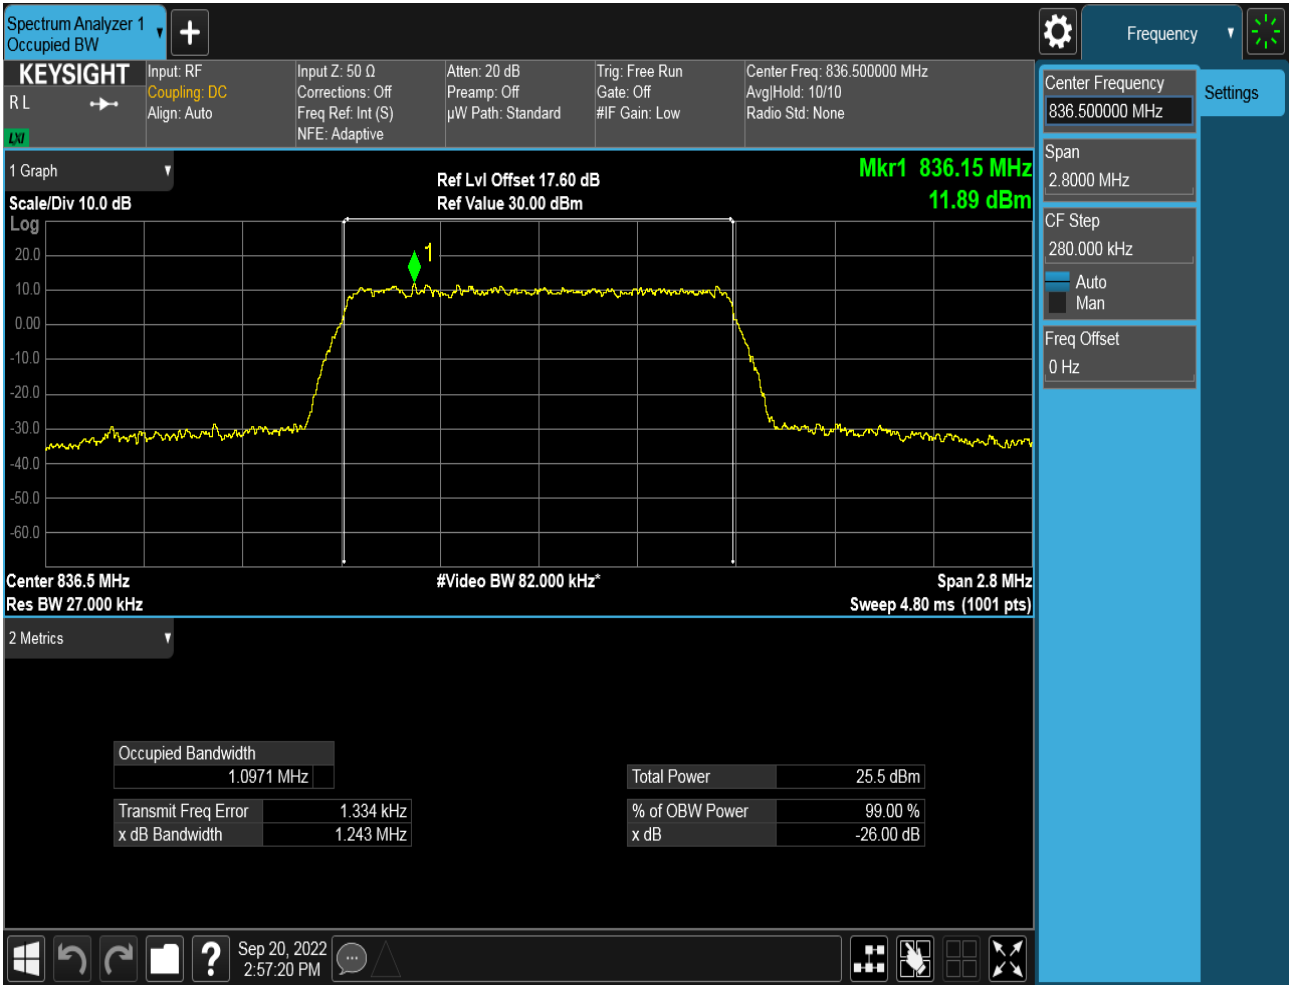 Spectrum Analyzer 1
Occupied BW
Frequency
KEYSIGHT
R L
LXI
Input: RF
Coupling: DC
Align: Auto
Input Z: 50 Ω
Corrections: Off
Freq Ref: Int (S)
NFE: Adaptive
Atten: 20 dB
Preamp: Off
µW Path: Standard
Trig: Free Run
Gate: Off
#IF Gain: Low
Center Freq: 836.500000 MHz
Avg|Hold: 10/10
Radio Std: None
Center Frequency
836.500000 MHz
Settings
Span
2.8000 MHz
CF Step
280.000 kHz
Auto
Man
Freq Offset
0 Hz
1 Graph
Scale/Div 10.0 dB
Ref Lvl Offset 17.60 dB
Ref Value 30.00 dBm
Mkr1 836.15 MHz
11.89 dBm
Log
1
20.0
10.0
0.00
-10.0
-20.0
-30.0
-40.0
-50.0
-60.0
Center 836.5 MHz
#Video BW 82.000 kHz*
Span 2.8 MHz
Res BW 27.000 kHz
Sweep 4.80 ms (1001 pts)
2 Metrics
Occupied Bandwidth
1.0971 MHz
Total Power 25.5 dBm
Transmit Freq Error 1.334 kHz
% of OBW Power 99.00 %
x dB Bandwidth 1.243 MHz
x dB -26.00 dB
?
Sep 20, 2022
2:57:20 PM